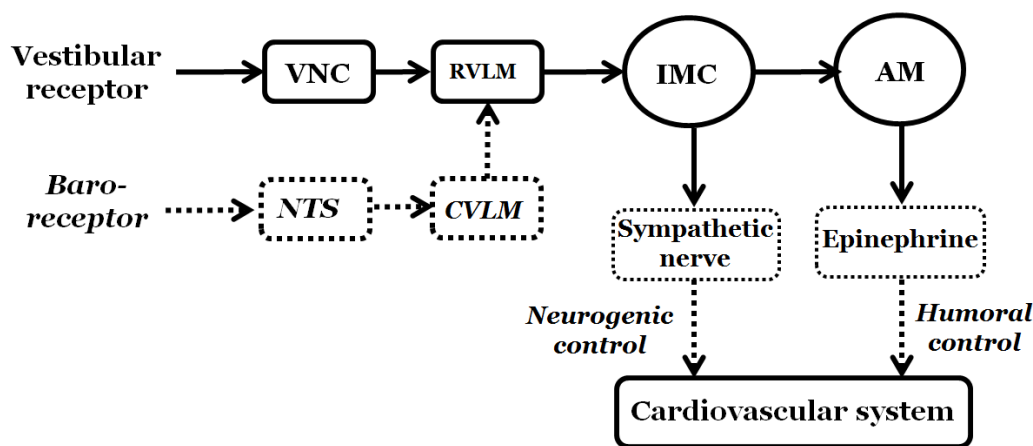 Vestibular
receptor
VNC
RVLM
IMC
AM
Baro-
receptor
NTS
CVLM
Sympathetic
nerve
Epinephrine
Neurogenic
control
Humoral
control
Cardiovascular system